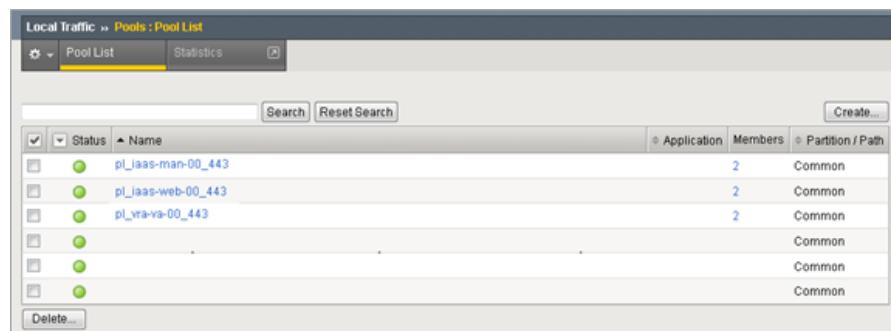 Local Traffic » Pools : Pool List
Pool List Statistics
Search Reset Search Create...
Status Name Application Members Partition / Path
pl_iaas-man-00_443 2 Common
pl_iaas-web-00_443 2 Common
pl_vra-va-00_443 2 Common
Common
Common
Common
Delete...